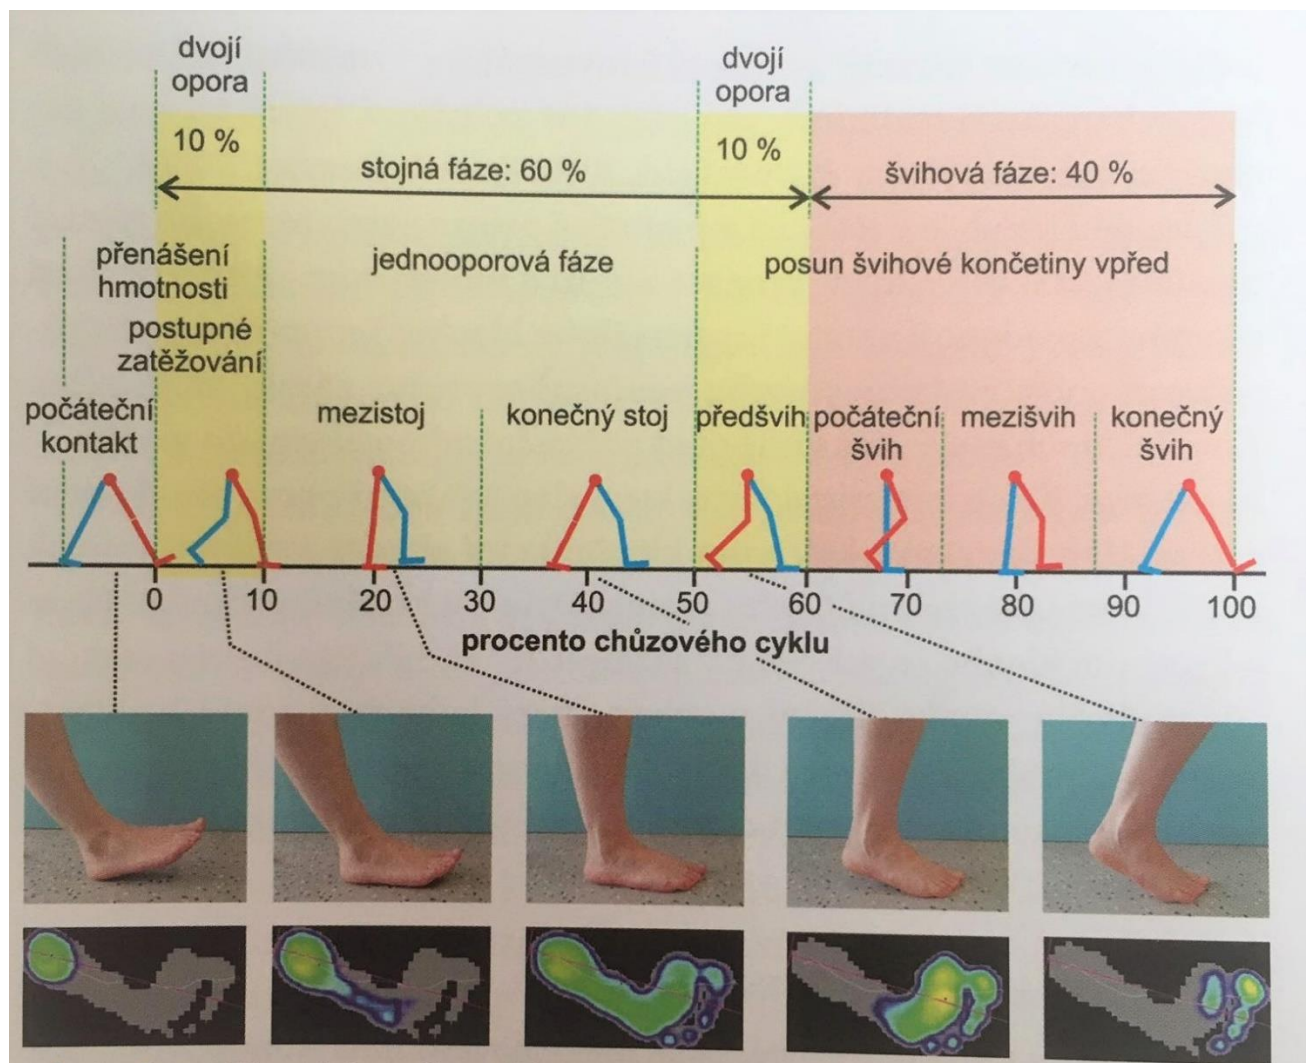 dvojí
opora
dvojí
opora
10 %
10 %
stojná fáze: 60 %
švihová fáze: 40 %
přenášení
hmotnosti
jednooporová fáze
posun švihové končetiny vpřed
postupné
zatěžování
počáteční
kontakt
mezistoj
konečný stoj
předšvih
počáteční
švih
mezišvih
konečný
švih
0 10 20 30 40 50 60 70 80 90 100
procento chůzového cyklu